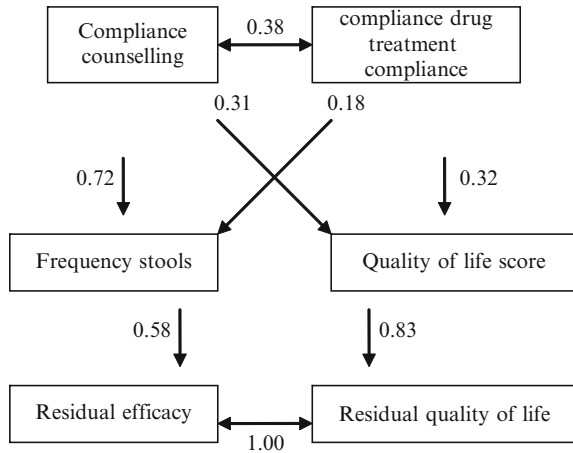 Compliance
counselling
0.38
compliance drug
treatment
compliance
0.31
0.18
0.72
0.32
Frequency stools
Quality of life score
0.58
0.83
Residual efficacy
Residual quality of life
1.00